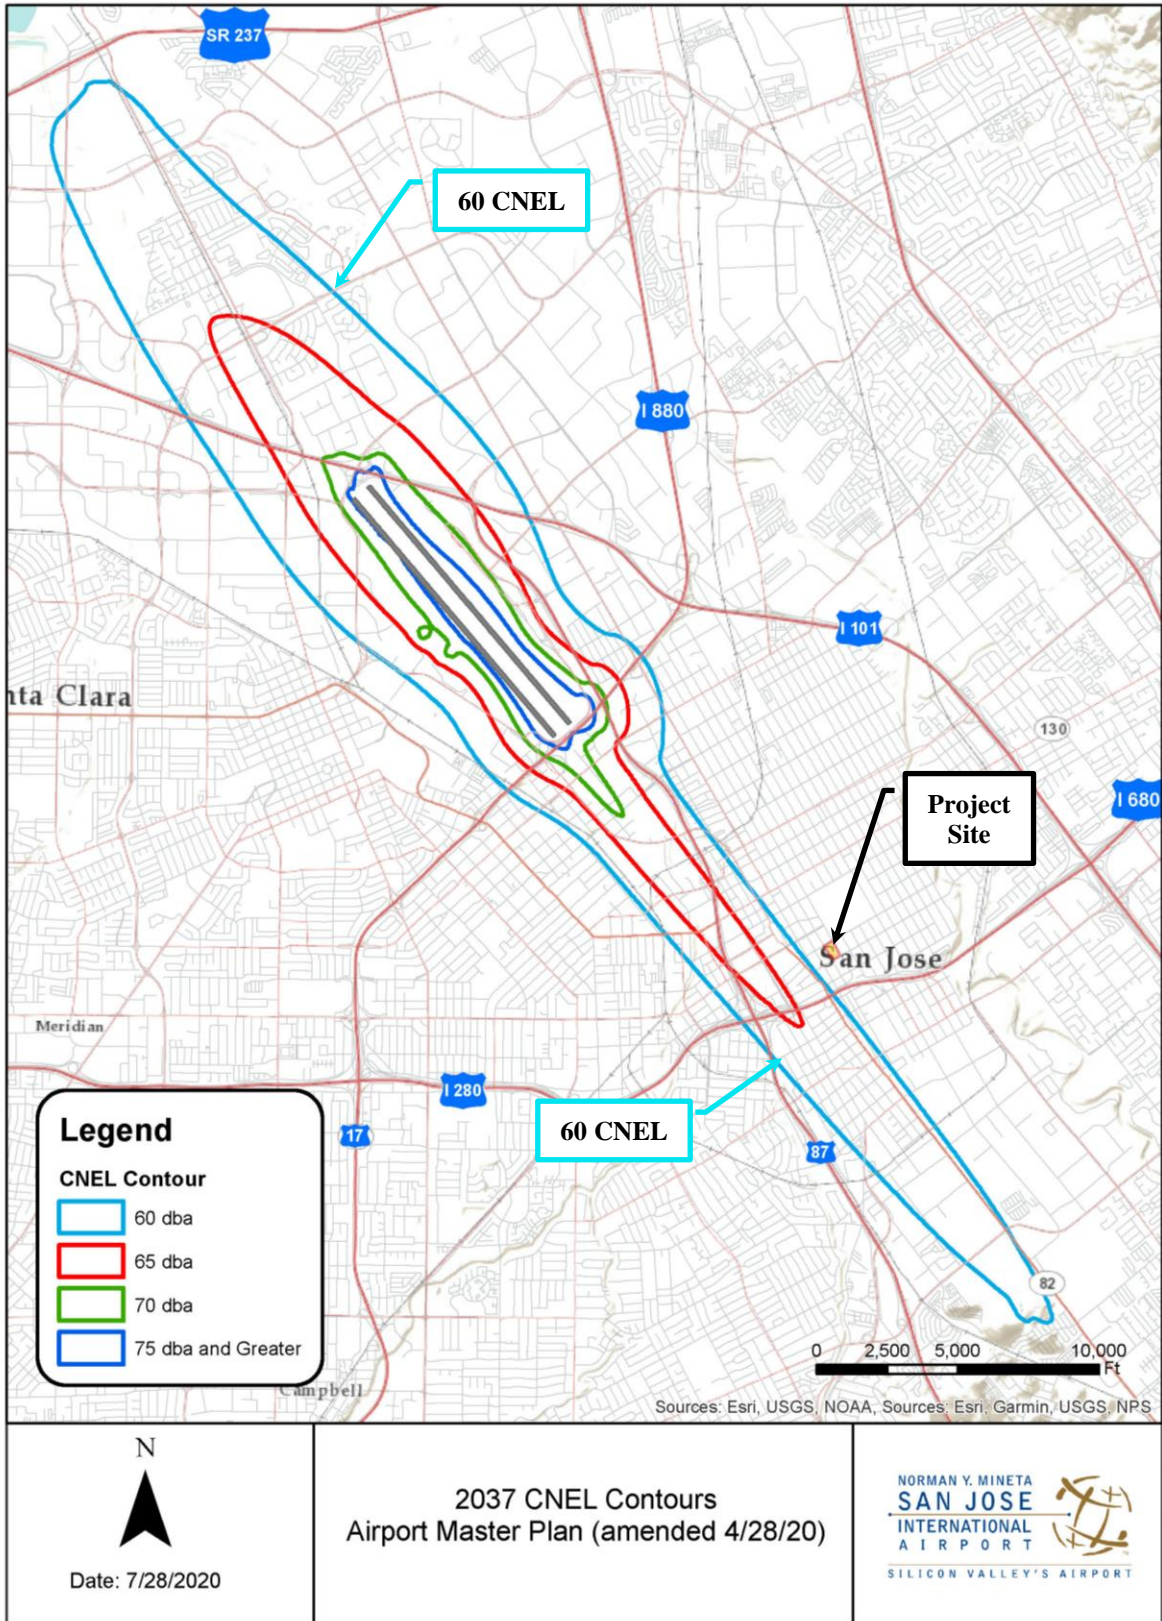 SR 237
60 CNEL
I 880
I 101
nta Clara
130
I 680
Project
Site
San Jose
Meridian
I 280
60 CNEL
17
87
82
Legend
CNEL Contour
60 dba
65 dba
70 dba
75 dba and Greater
Campbell
0 2,500 5,000 10,000
Ft
Sources: Esri, USGS, NOAA, Sources: Esri, Garmin, USGS, NPS
N
Date: 7/28/2020
2037 CNEL Contours
Airport Master Plan (amended 4/28/20)
NORMAN Y. MINETA
SAN JOSE
INTERNATIONAL
AIRPORT
SILICON VALLEY'S AIRPORT